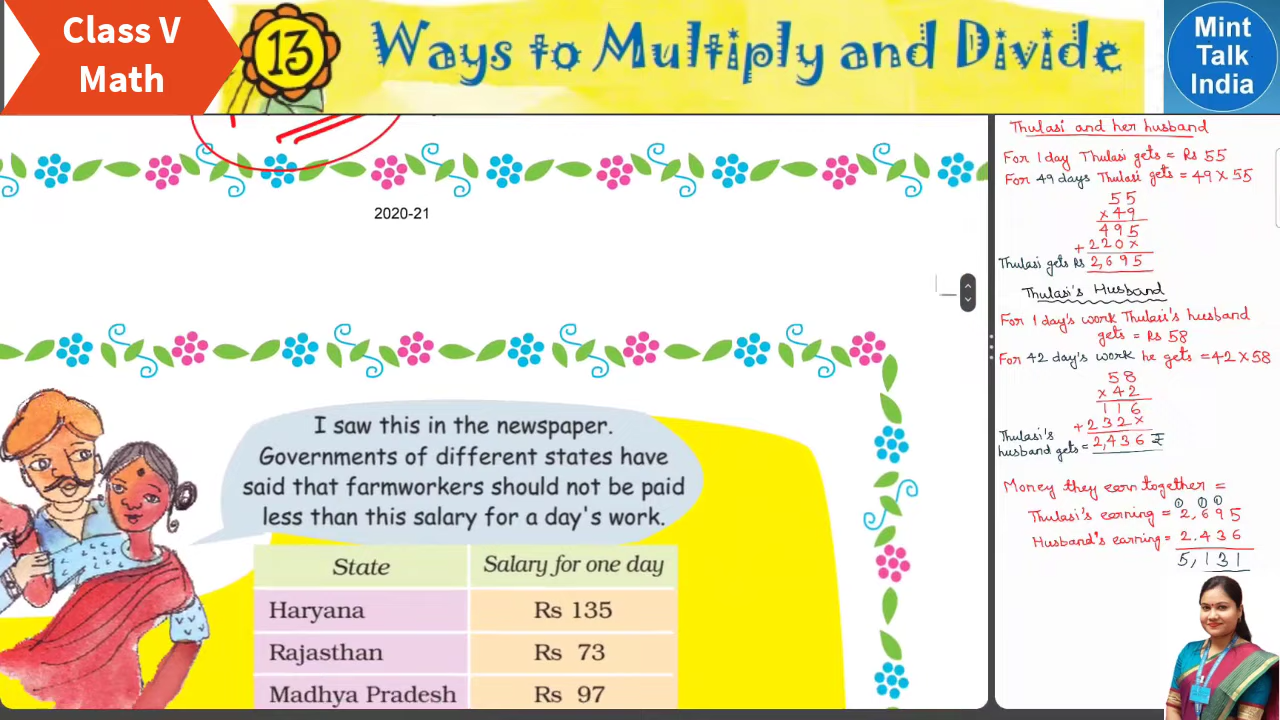 Class V
Math
13
Ways to Multiply and Divide
Mint
Talk
India
2020-21
I saw this in the newspaper.
Governments of different states have
said that farmworkers should not be paid
less than this salary for a day's work.
State Salary for one day
Haryana Rs 135
Rajasthan Rs 73
Madhya Pradesh Rs 97
Thulasi and her husband
For 1 day Thulasi gets = Rs 55
For 49 days Thulasi gets = 49 x 55
55
x 49
495
+ 220x
Thulasi gets Rs 2,695
Thulasi's Husband
For 1 day's work Thulasi's husband
gets = Rs 58
For 42 day's work he gets = 42 x 58
58
x 42
116
+ 232x
Thulasi's
husband gets = 2,436 ₹
Money they earn together =
1 1 1
Thulasi's earning = 2,695
Husband's earning = 2.436
5,131